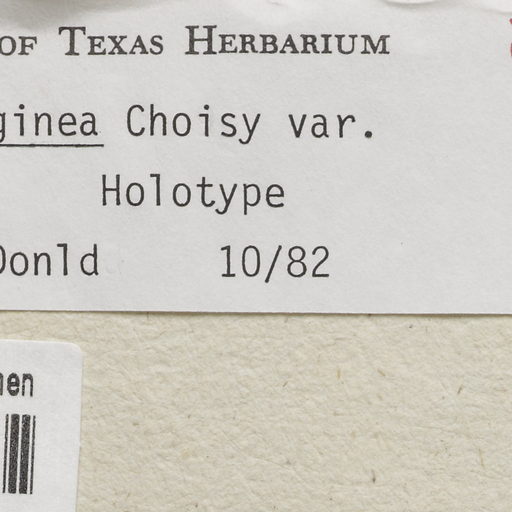 OF TEXAS HERBARIUM
ginea Choisy var.
Holotype
Donld 10/82
men